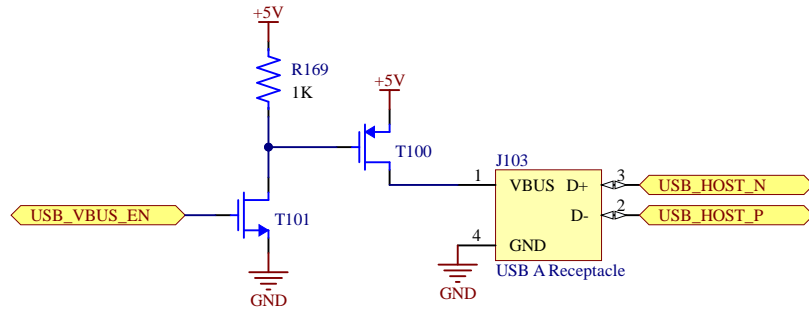 +5V
R169
1K
+5V
T100
J103
1
VBUS
D+
3
USB_HOST_N
D-
2
USB_HOST_P
USB_VBUS_EN
T101
4
GND
USB A Receptacle
GND
GND